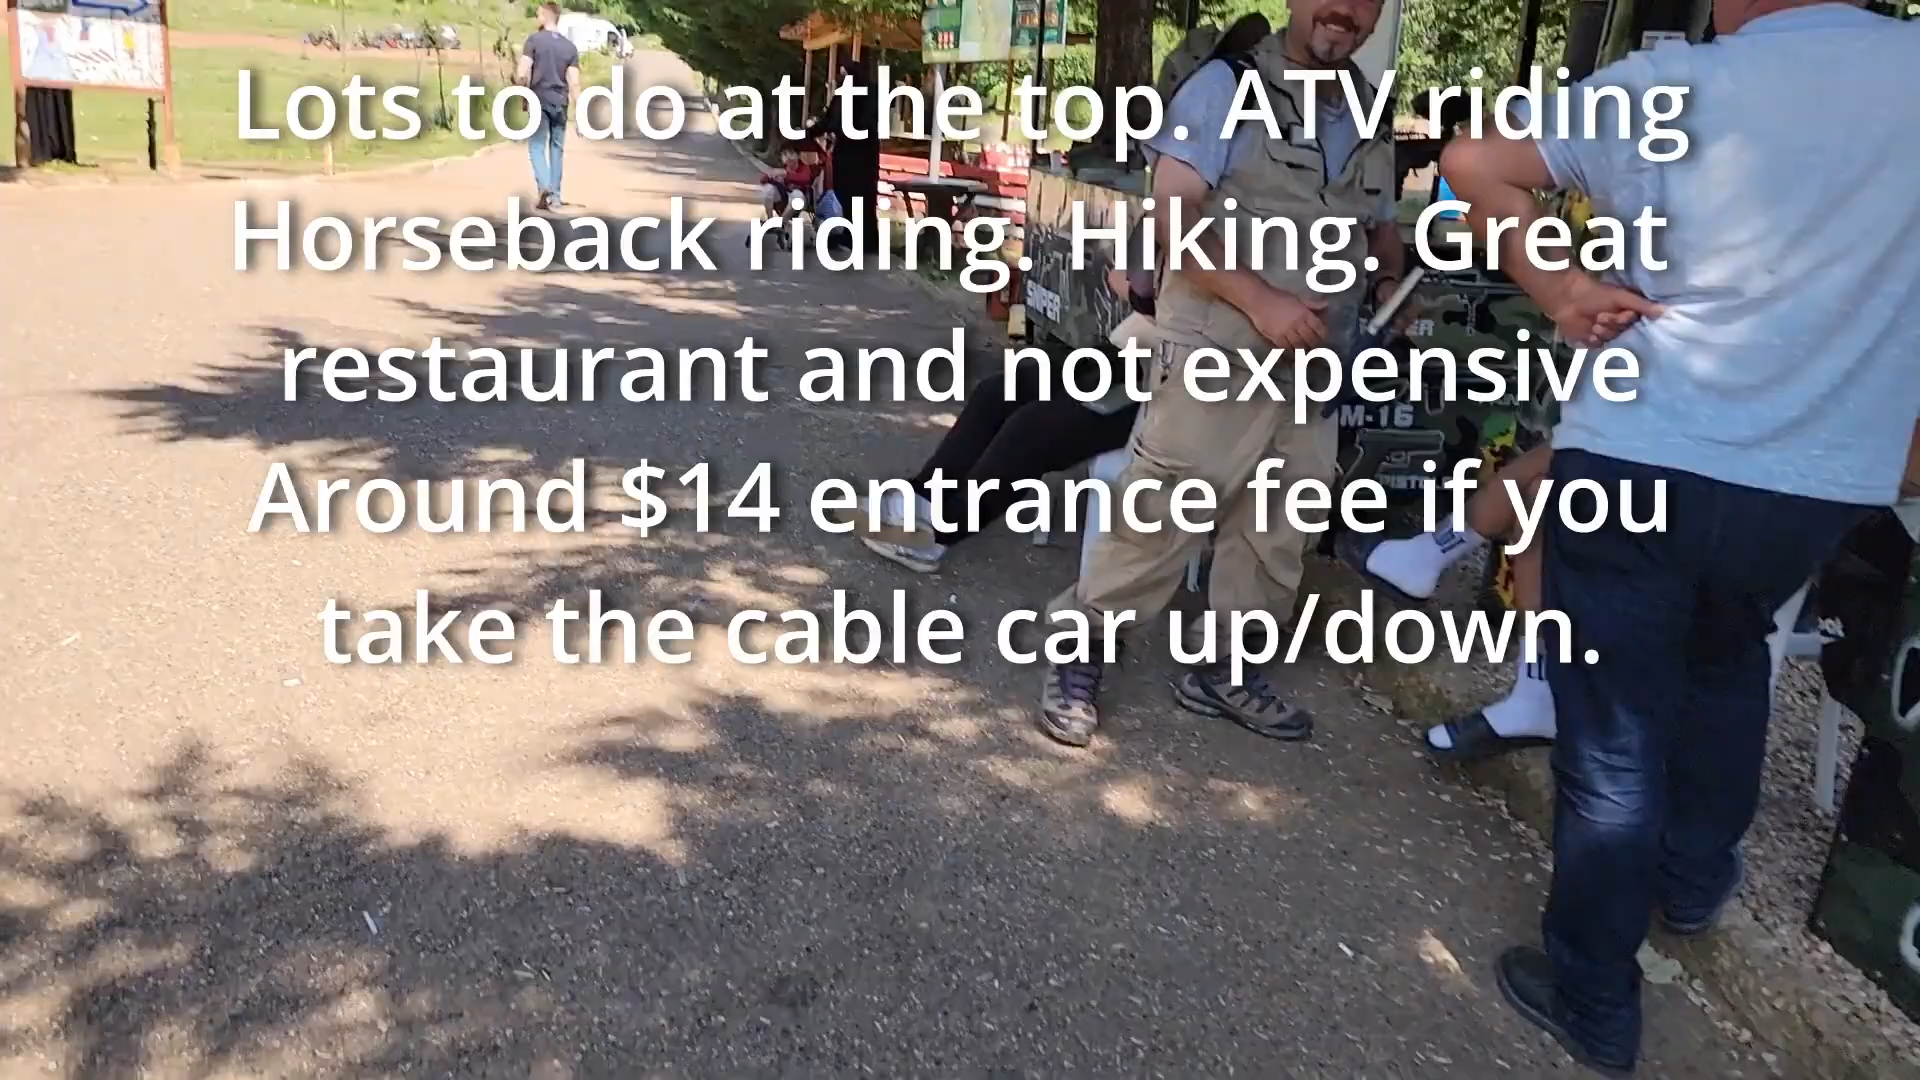 Lots to do at the top. ATV riding
Horseback riding. Hiking. Great
restaurant and not expensive
Around $14 entrance fee if you
take the cable car up/down.
SNIPER
M-16